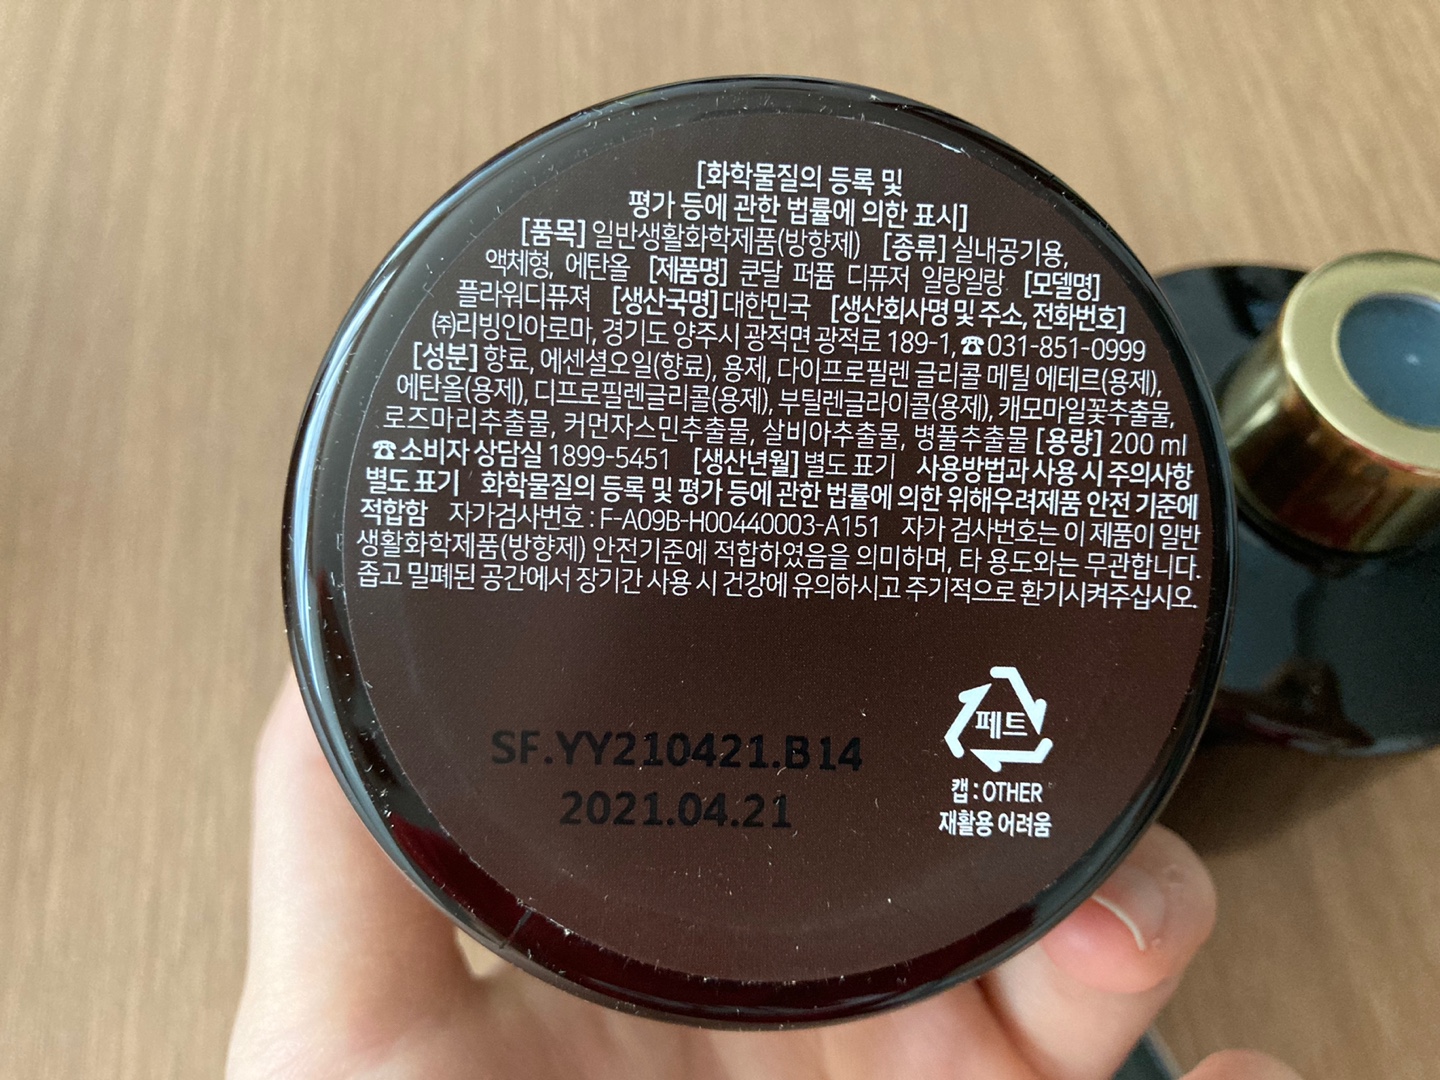 [화학물질의 등록 및
평가 등에 관한 법률에 의한 표시]
[품목] 일반생활화학제품(방향제) [종류] 실내공기용,
액체형, 에탄올 [제품명] 쿤달 퍼퓸 디퓨저 일랑일랑 [모델명]
플라워디퓨져 [생산국명] 대한민국 [생산회사명 및 주소, 전화번호]
㈜리빙인아로마, 경기도 양주시 광적면 광적로 189-1, ☎031-851-0999
[성분] 향료, 에센셜오일(향료), 용제, 다이프로필렌 글리콜 메틸 에테르(용제),
에탄올(용제), 디프로필렌글리콜(용제), 부틸렌글라이콜(용제), 캐모마일꽃추출물,
로즈마리추출물, 커먼자스민추출물, 살비아추출물, 병풀추출물 [용량] 200 ml
☎소비자 상담실 1899-5451 [생산년월] 별도 표기 사용방법과 사용 시 주의사항
별도 표기 화학물질의 등록 및 평가 등에 관한 법률에 의한 위해우려제품 안전 기준에
적합함 자가검사번호 : F-A09B-H00440003-A151 자가 검사번호는 이 제품이 일반
생활화학제품(방향제) 안전기준에 적합하였음을 의미하며, 타 용도와는 무관합니다.
좁고 밀폐된 공간에서 장기간 사용 시 건강에 유의하시고 주기적으로 환기시켜주십시오.
페트
캡 : OTHER
재활용 어려움
SF.YY210421.B14
2021.04.21